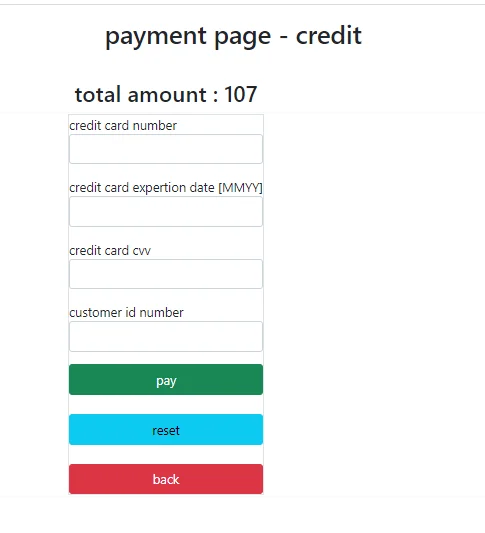 payment page - credit
total amount : 107
credit card number
credit card expertion date [MMYY]
credit card cvv
customer id number
pay
reset
back